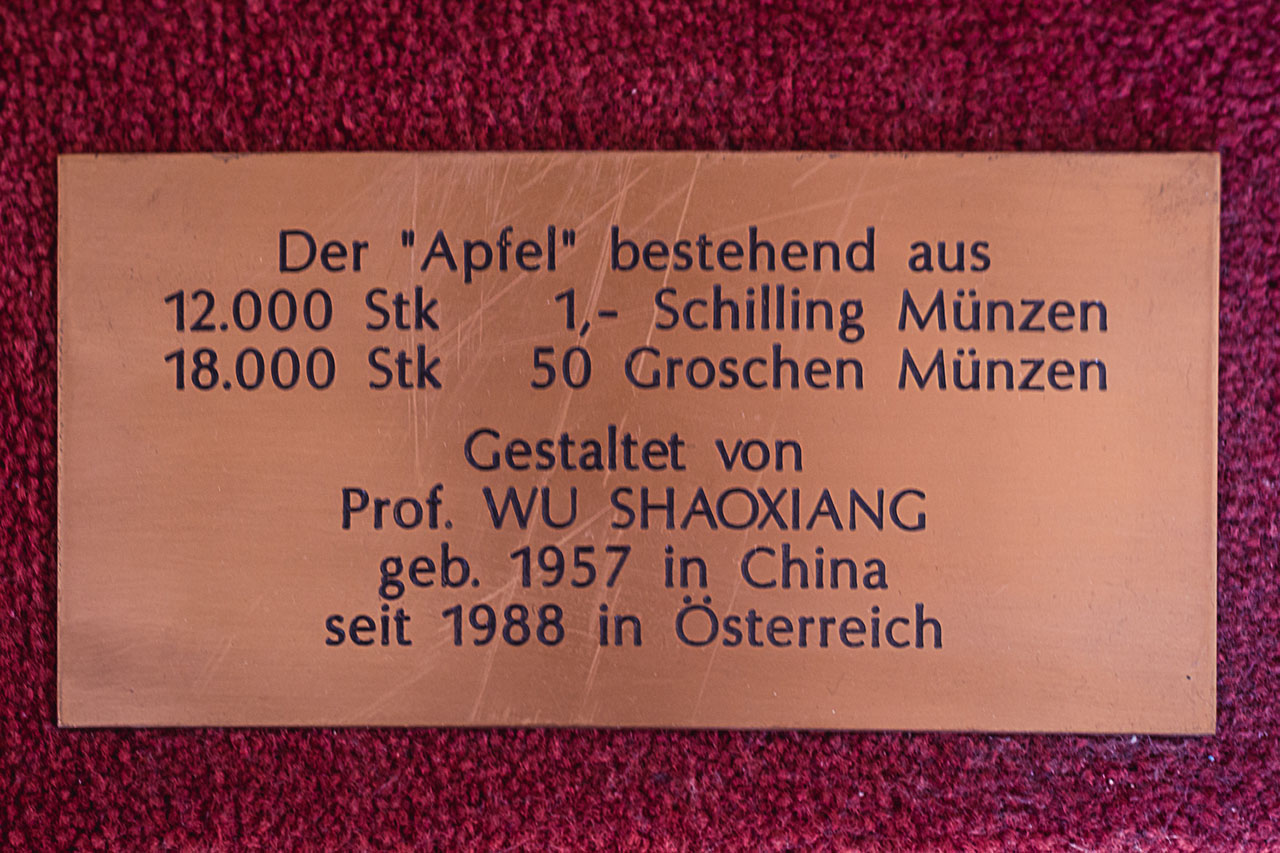 Der "Apfel" bestehend aus
12.000 Stk 1,- Schilling Münzen
18.000 Stk 50 Groschen Münzen
Gestaltet von
Prof. WU SHAOXIANG
geb. 1957 in China
seit 1988 in Österreich